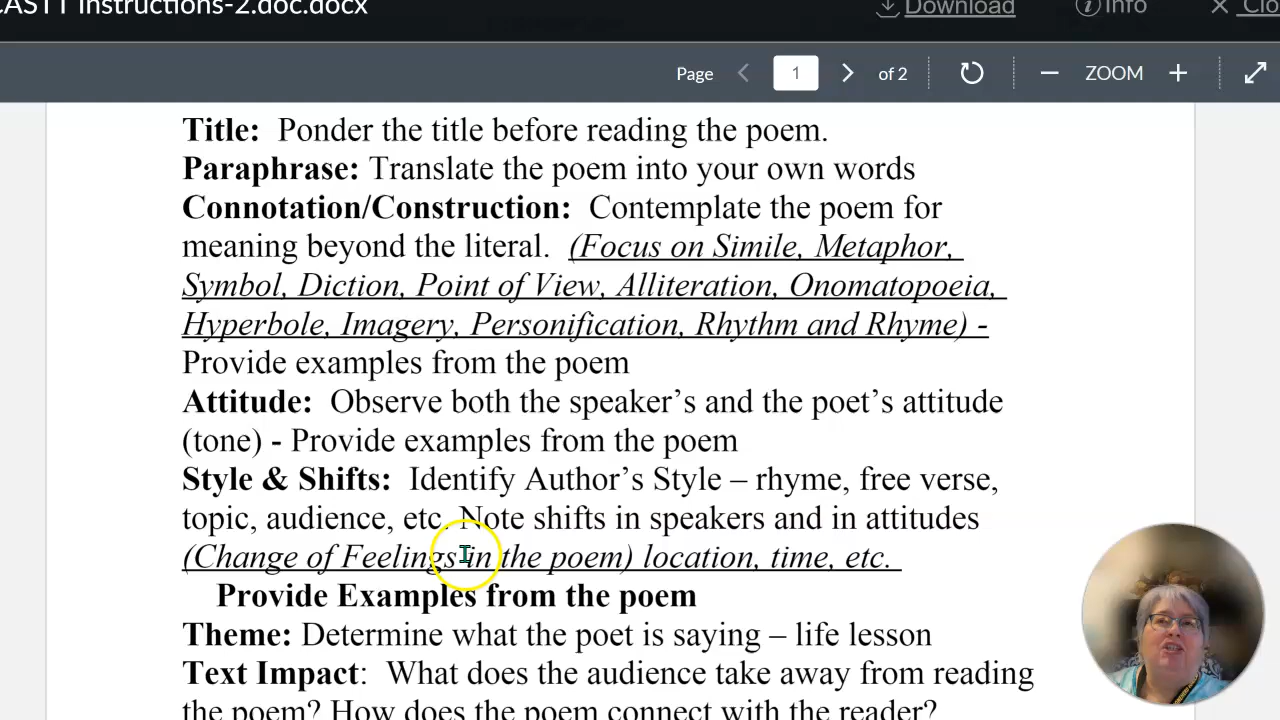 CASTT Instructions-2.doc.docx Download Info Clo
Page 1 of 2 ZOOM
Title: Ponder the title before reading the poem.
Paraphrase: Translate the poem into your own words
Connotation/Construction: Contemplate the poem for
meaning beyond the literal. (Focus on Simile, Metaphor,
Symbol, Diction, Point of View, Alliteration, Onomatopoeia,
Hyperbole, Imagery, Personification, Rhythm and Rhyme) -
Provide examples from the poem
Attitude: Observe both the speaker’s and the poet’s attitude
(tone) - Provide examples from the poem
Style & Shifts: Identify Author’s Style – rhyme, free verse,
topic, audience, etc. Note shifts in speakers and in attitudes
(Change of Feelings in the poem) location, time, etc.
Provide Examples from the poem
Theme: Determine what the poet is saying – life lesson
Text Impact: What does the audience take away from reading
the poem? How does the poem connect with the reader?